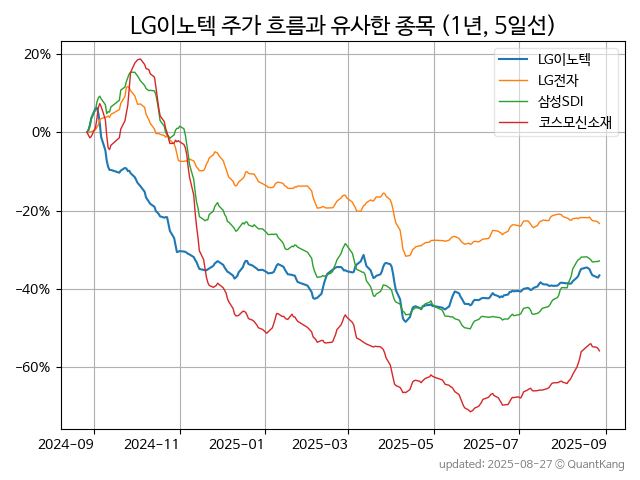 LG이노텍 주가 흐름과 유사한 종목 (1년, 5일선)
LG이노텍
LG전자
삼성SDI
코스모신소재
20%
0%
−20%
−40%
−60%
2024-09 2024-11 2025-01 2025-03 2025-05 2025-07 2025-09
updated: 2025-08-27 © QuantKang